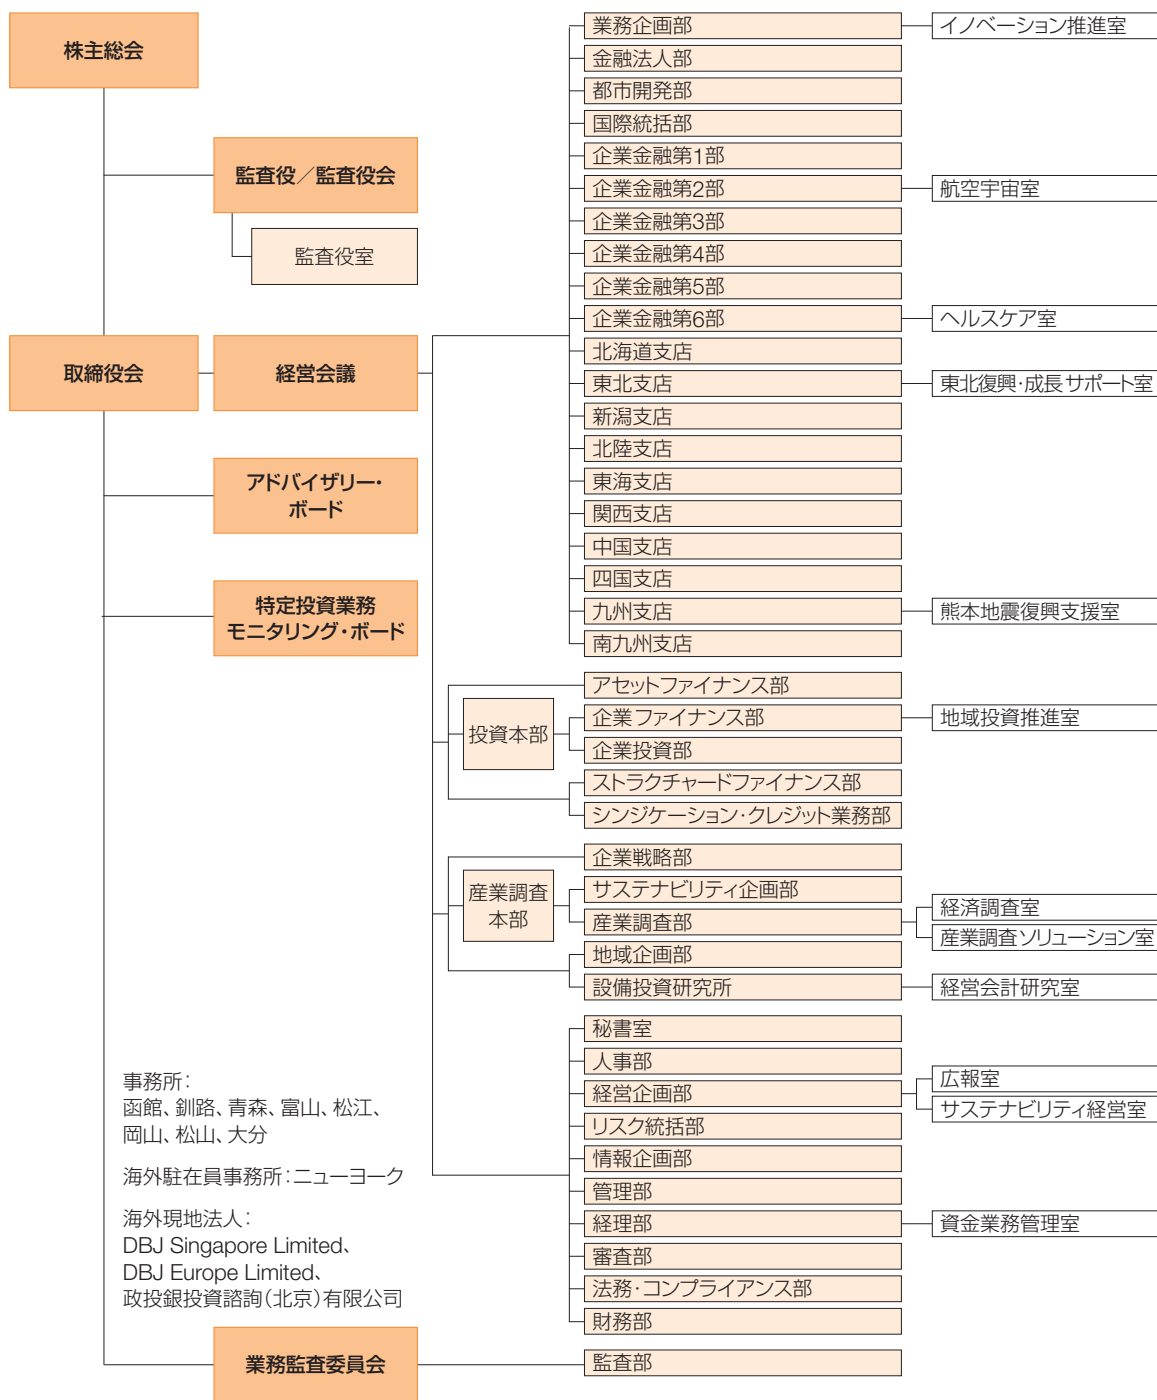 株主総会
監査役／監査役会
監査役室
取締役会
経営会議
アドバイザリー・
ボード
特定投資業務
モニタリング・ボード
業務企画部
イノベーション推進室
金融法人部
都市開発部
国際統括部
企業金融第1部
企業金融第2部
航空宇宙室
企業金融第3部
企業金融第4部
企業金融第5部
企業金融第6部
ヘルスケア室
北海道支店
東北支店
東北復興・成長サポート室
新潟支店
北陸支店
東海支店
関西支店
中国支店
四国支店
九州支店
熊本地震復興支援室
南九州支店
投資本部
アセットファイナンス部
企業ファイナンス部
地域投資推進室
企業投資部
ストラクチャードファイナンス部
シンジケーション・クレジット業務部
産業調査
本部
企業戦略部
サステナビリティ企画部
産業調査部
経済調査室
産業調査ソリューション室
地域企画部
設備投資研究所
経営会計研究室
秘書室
人事部
経営企画部
広報室
サステナビリティ経営室
リスク統括部
情報企画部
管理部
経理部
資金業務管理室
審査部
法務・コンプライアンス部
財務部
事務所：
函館、釧路、青森、富山、松江、
岡山、松山、大分
海外駐在員事務所：ニューヨーク
海外現地法人：
DBJ Singapore Limited、
DBJ Europe Limited、
政投銀投資諮詢（北京）有限公司
業務監査委員会
監査部